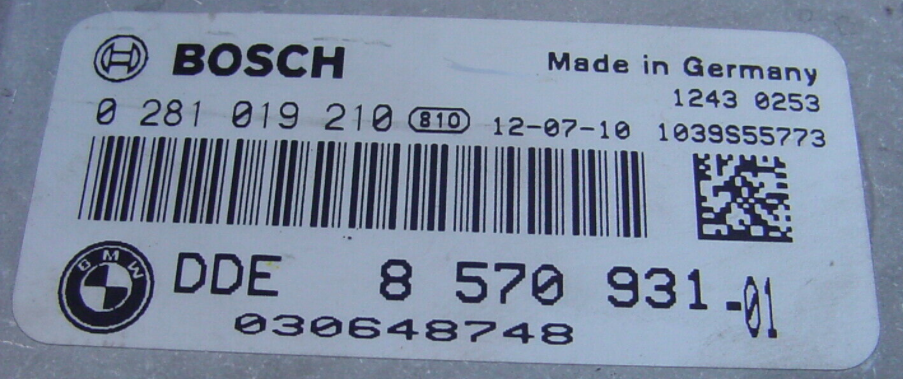 BOSCH
Made in Germany
1243 0253
0 281 019 210 810 12-07-10 1039S55773
BMW
DDE 8 570 931-01
030648748